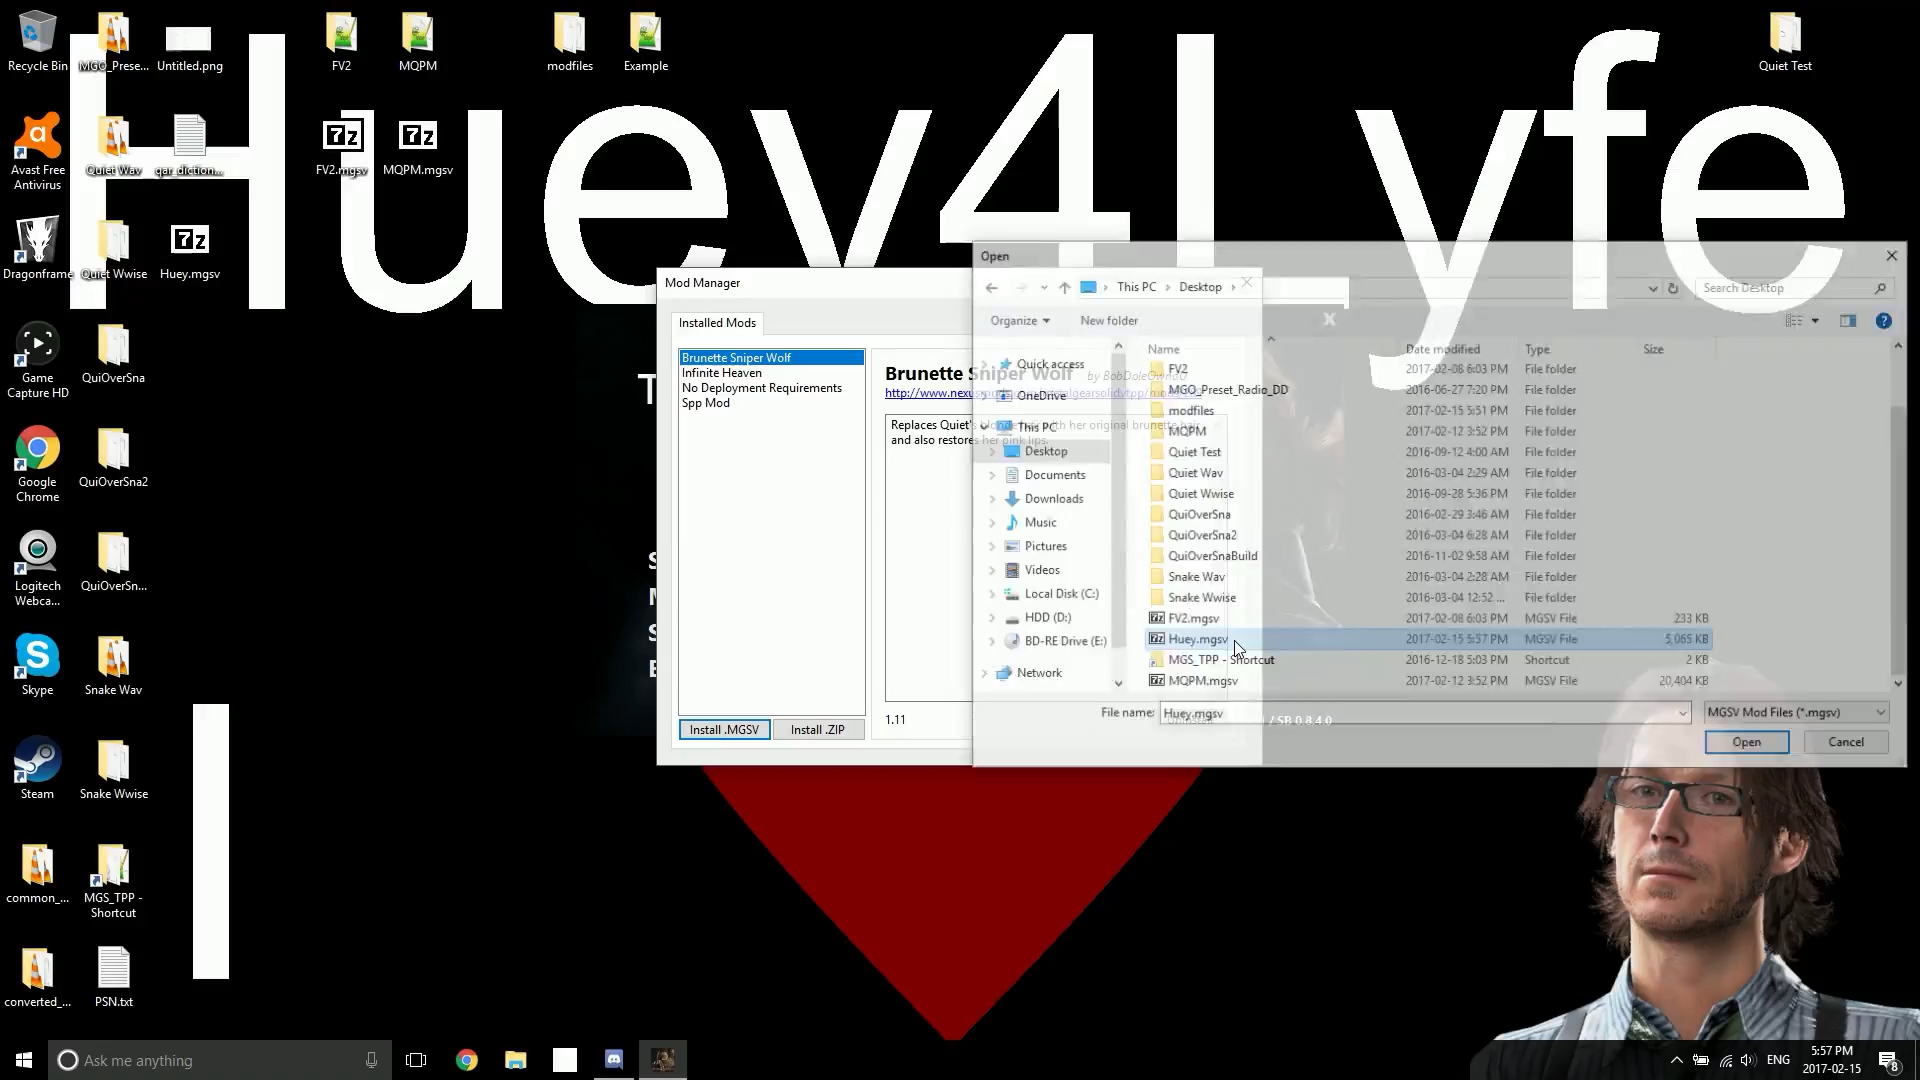 Huey4Lyfe
I
Recycle Bin
MGO_Prese...
Untitled.png
FV2
MQPM
modfiles
Example
Quiet Test
Avast Free
Antivirus
Quiet Wav
qar_diction...
FV2.mgsv
MQPM.mgsv
Dragonframe
Quiet Wwise
Huey.mgsv
Game
Capture HD
QuiOverSna
Google
Chrome
QuiOverSna2
Logitech
Webca...
QuiOverSn...
Skype
Snake Wav
Steam
Snake Wwise
common_...
MGS_TPP -
Shortcut
converted_...
PSN.txt
Mod Manager
Installed Mods
Brunette Sniper Wolf
Infinite Heaven
No Deployment Requirements
Spp Mod
Install .MGSV
Install .ZIP
Brunette Sniper Wolf
Replaces Quiet's blonde hair with her original brunette hair
and also restores her pink lips.
1.11
/ SB 0.8.4.0
Open
This PC
Desktop
Search Desktop
Organize
New folder
Quick access
OneDrive
This PC
Desktop
Documents
Downloads
Music
Pictures
Videos
Local Disk (C:)
HDD (D:)
BD-RE Drive (E:)
Network
Name Date modified Type Size
FV2 2017-02-08 6:03 PM File folder
MGO_Preset_Radio_DD 2016-06-27 7:20 PM File folder
modfiles 2017-02-15 5:51 PM File folder
MQPM 2017-02-12 3:52 PM File folder
Quiet Test 2016-09-12 4:00 AM File folder
Quiet Wav 2016-03-04 2:29 AM File folder
Quiet Wwise 2016-09-28 5:36 PM File folder
QuiOverSna 2016-02-29 3:46 AM File folder
QuiOverSna2 2016-03-04 6:28 AM File folder
QuiOverSnaBuild 2016-11-02 9:58 AM File folder
Snake Wav 2016-03-04 2:28 AM File folder
Snake Wwise 2016-03-04 12:52 ... File folder
FV2.mgsv 2017-02-08 6:03 PM MGSV File 233 KB
Huey.mgsv 2017-02-15 5:57 PM MGSV File 5,065 KB
MGS_TPP - Shortcut 2016-12-18 5:03 PM Shortcut 2 KB
MQPM.mgsv 2017-02-12 3:52 PM MGSV File 20,404 KB
File name: Huey.mgsv
MGSV Mod Files (*.mgsv)
Open
Cancel
Ask me anything
ENG
5:57 PM
2017-02-15
8